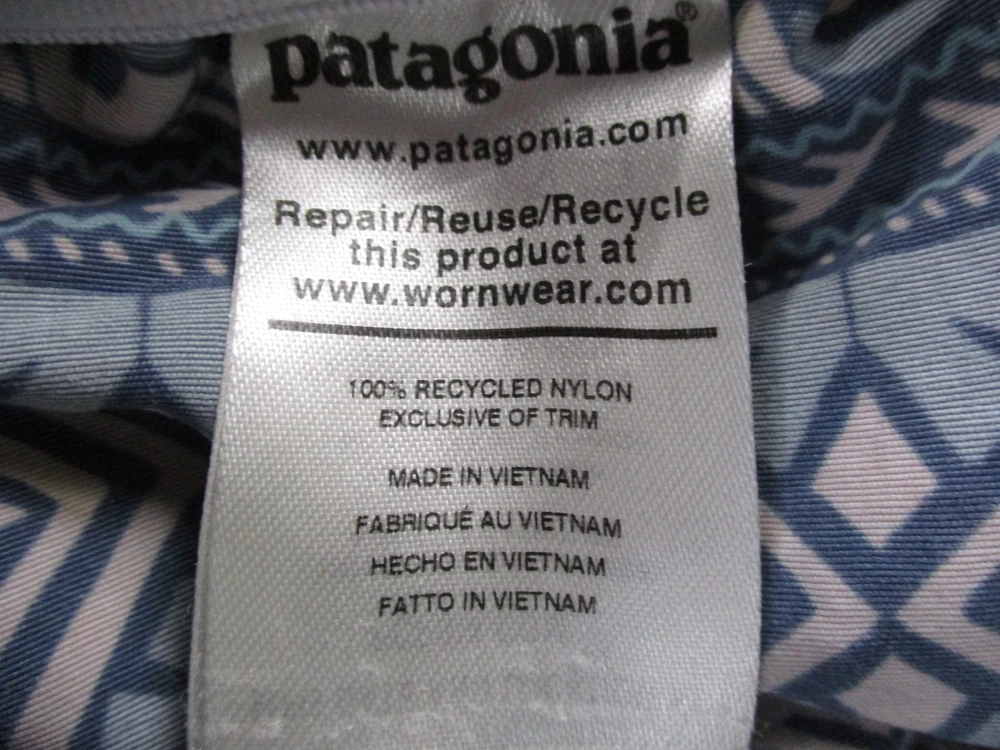 patagonia®
www.patagonia.com
Repair/Reuse/Recycle
this product at
www.wornwear.com
100% RECYCLED NYLON
EXCLUSIVE OF TRIM
MADE IN VIETNAM
FABRIQUÉ AU VIETNAM
HECHO EN VIETNAM
FATTO IN VIETNAM